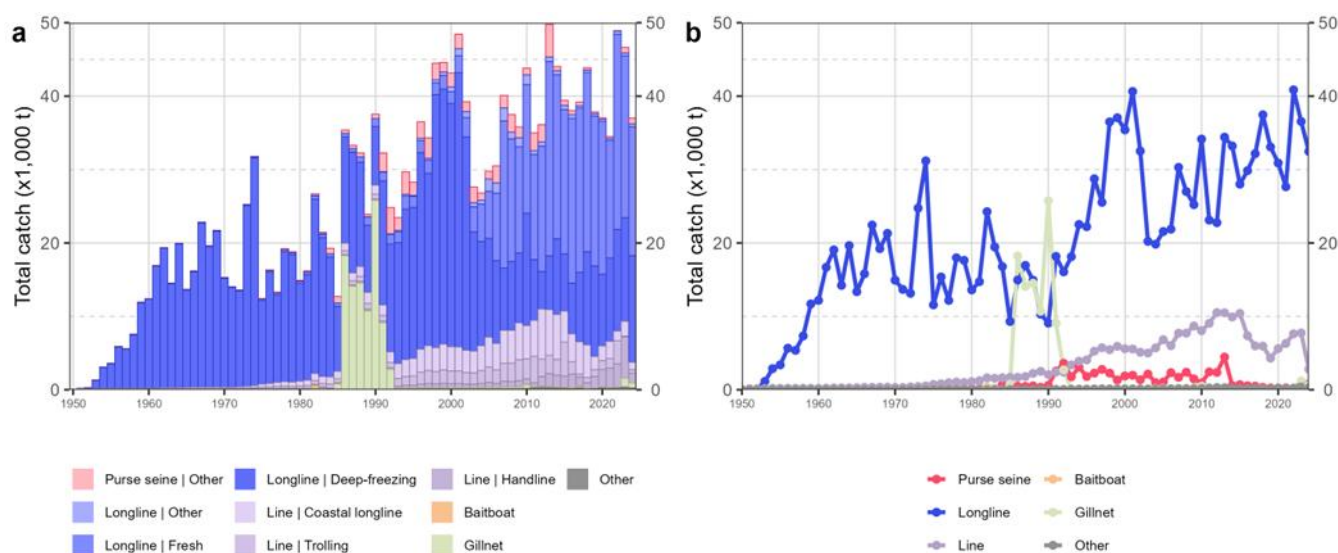 a
Total catch (x1,000 t)
50
40
20
0
50
40
20
0
1950 1960 1970 1980 1990 2000 2010 2020
b
Total catch (x1,000 t)
50
40
20
0
50
40
20
0
1950 1960 1970 1980 1990 2000 2010 2020
Purse seine | Other
Longline | Deep-freezing
Line | Handline
Other
Longline | Other
Line | Coastal longline
Baitboat
Longline | Fresh
Line | Trolling
Gillnet
Purse seine
Baitboat
Longline
Gillnet
Line
Other